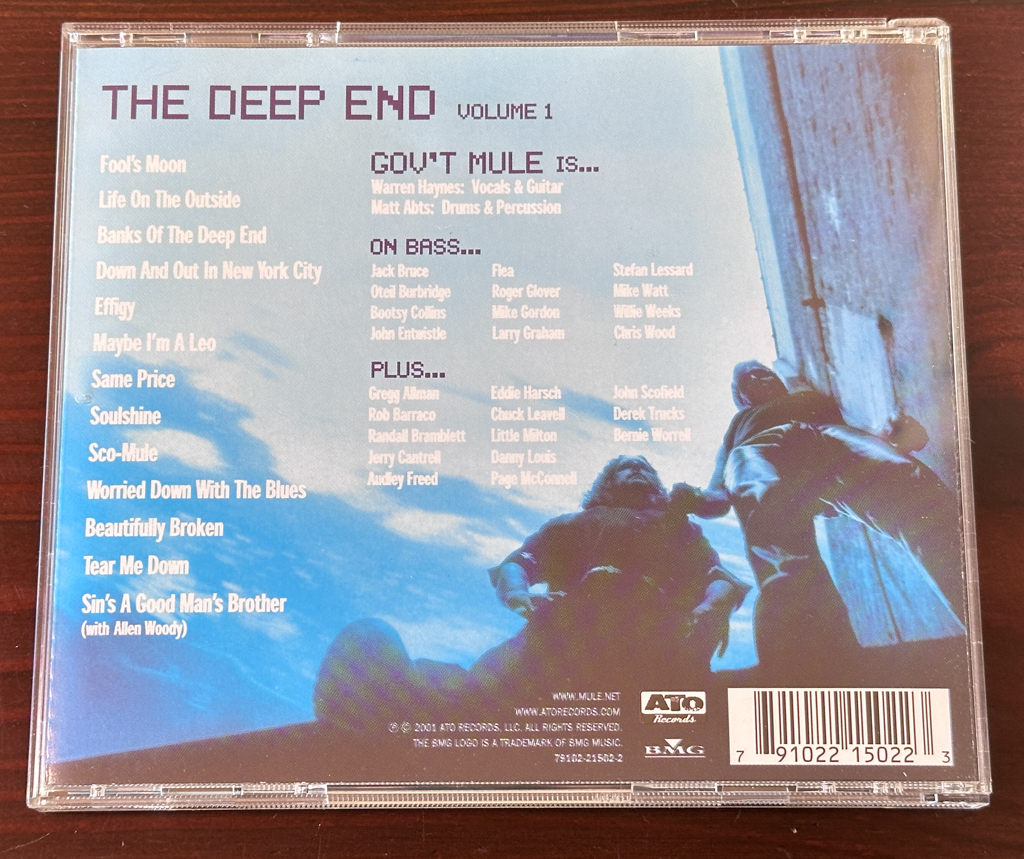 THE DEEP END VOLUME 1
Fool's Moon
Life On The Outside
Banks Of The Deep End
Down And Out In New York City
Effigy
Maybe I'm A Leo
Same Price
Soulshine
Sco-Mule
Worried Down With The Blues
Beautifully Broken
Tear Me Down
Sin's A Good Man's Brother
(with Allen Woody)
GOV'T MULE IS...
Warren Haynes: Vocals & Guitar
Matt Abts: Drums & Percussion
ON BASS...
Jack Bruce Flea Stefan Lessard
Oteil Burbridge Roger Glover Mike Watt
Bootsy Collins Mike Gordon Willie Weeks
John Entwistle Larry Graham Chris Wood
PLUS...
Gregg Allman Eddie Harsch John Scofield
Rob Barraco Chuck Leavell Derek Trucks
Randall Bramblett Little Milton Bernie Worrell
Jerry Cantrell Danny Louis
Audley Freed Page McConnell
WWW.MULE.NET
WWW.ATORECORDS.COM
℗ © 2001 ATO RECORDS, LLC. ALL RIGHTS RESERVED.
THE BMG LOGO IS A TRADEMARK OF BMG MUSIC.
79102-21502-2
ATO
Records
BMG
7 91022 15022 3